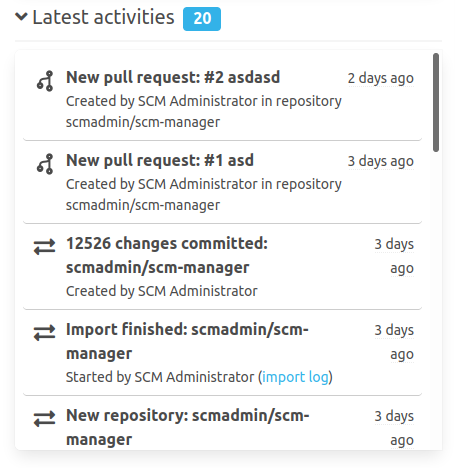 Latest activities 20
New pull request: #2 asdasd 2 days ago
Created by SCM Administrator in repository
scmadmin/scm-manager
New pull request: #1 asd 3 days ago
Created by SCM Administrator in repository
scmadmin/scm-manager
12526 changes committed: 3 days
scmadmin/scm-manager ago
Created by SCM Administrator
Import finished: scmadmin/scm- 3 days
manager ago
Started by SCM Administrator (import log)
New repository: scmadmin/scm- 3 days
manager ago